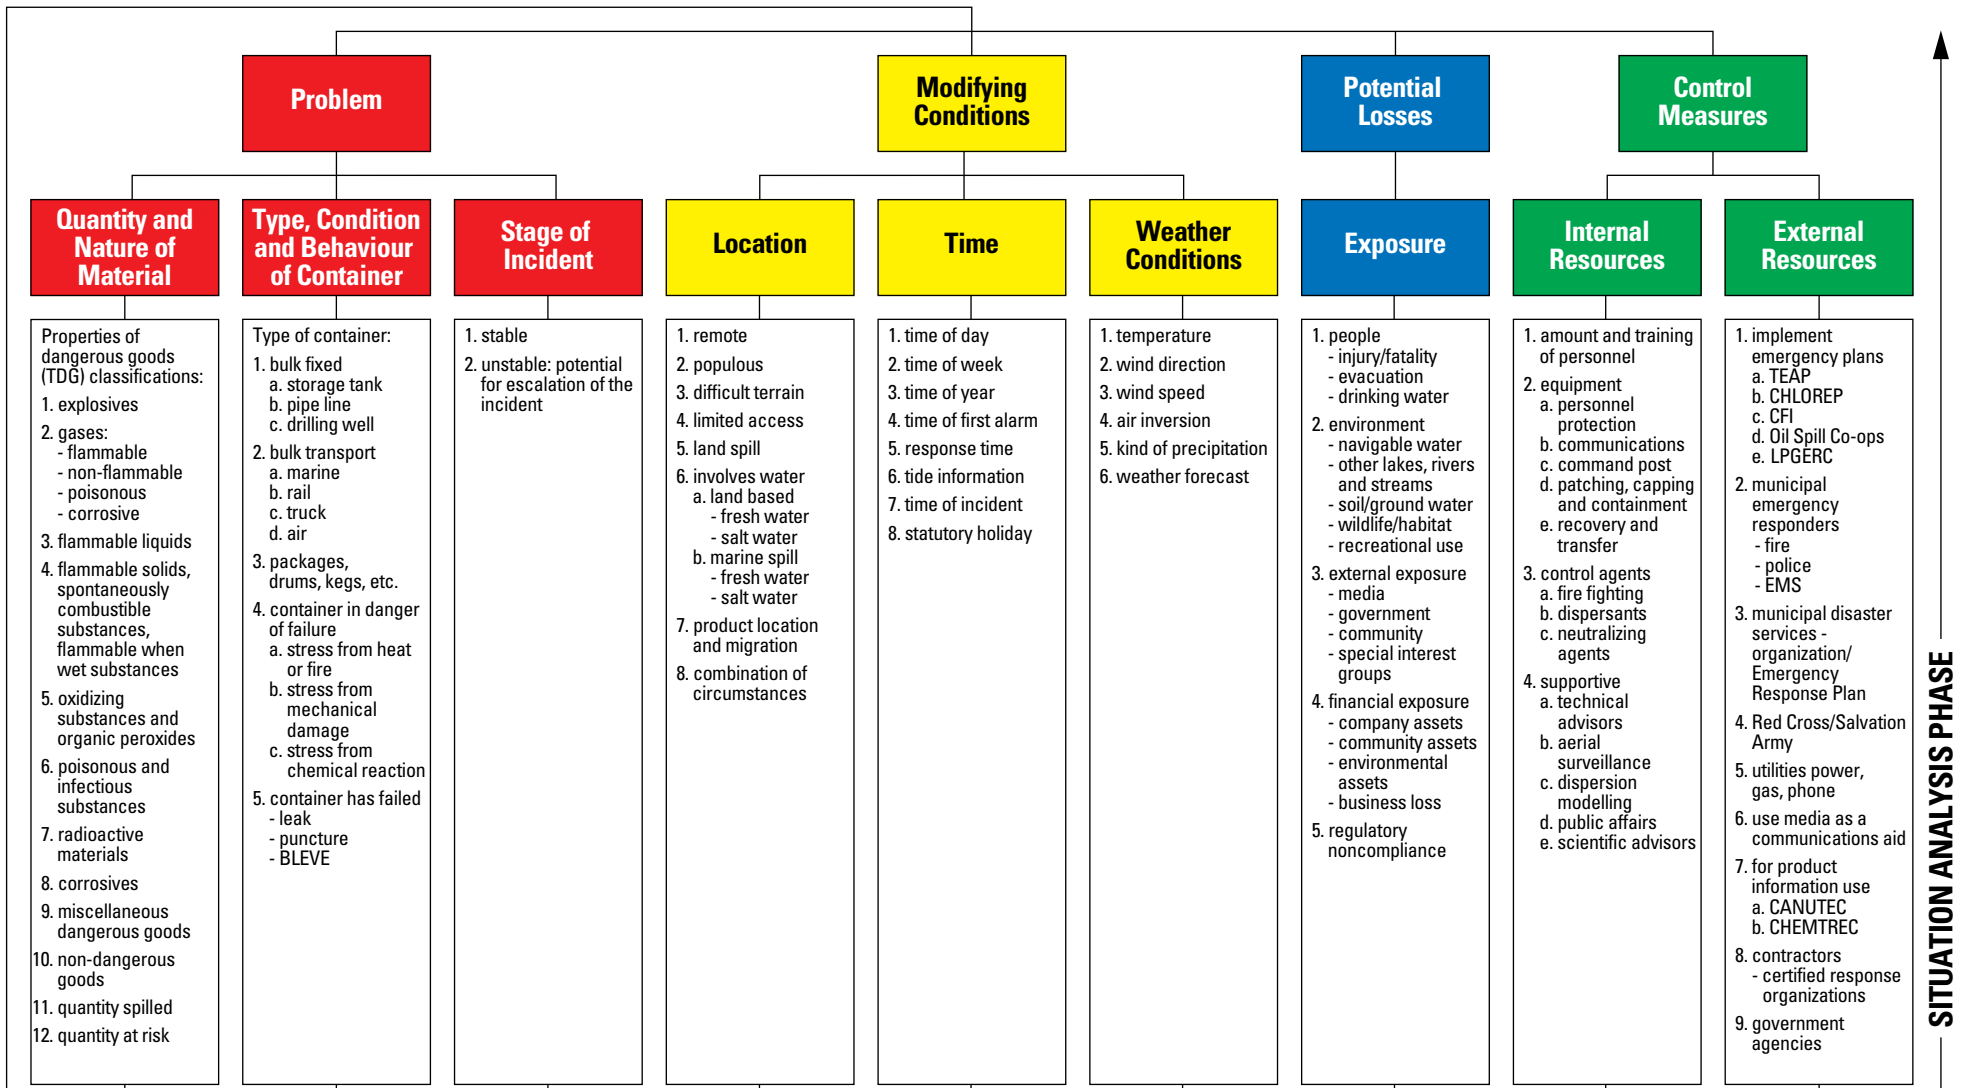 Problem
Modifying
Conditions
Potential
Losses
Control
Measures
Quantity and
Nature of
Material
Type, Condition
and Behaviour
of Container
Stage of
Incident
Location
Time
Weather
Conditions
Exposure
Internal
Resources
External
Resources
Properties of
dangerous goods
(TDG) classifications:
1. explosives
2. gases:
- flammable
- non-flammable
- poisonous
- corrosive
3. flammable liquids
4. flammable solids,
spontaneously
combustible
substances,
flammable when
wet substances
5. oxidizing
substances and
organic peroxides
6. poisonous and
infectious
substances
7. radioactive
materials
8. corrosives
9. miscellaneous
dangerous goods
10. non-dangerous
goods
11. quantity spilled
12. quantity at risk
Type of container:
1. bulk fixed
a. storage tank
b. pipe line
c. drilling well
2. bulk transport
a. marine
b. rail
c. truck
d. air
3. packages,
drums, kegs, etc.
4. container in danger
of failure
a. stress from heat
or fire
b. stress from
mechanical
damage
c. stress from
chemical reaction
5. container has failed
- leak
- puncture
- BLEVE
1. stable
2. unstable: potential
for escalation of the
incident
1. remote
2. populous
3. difficult terrain
4. limited access
5. land spill
6. involves water
a. land based
- fresh water
- salt water
b. marine spill
- fresh water
- salt water
7. product location
and migration
8. combination of
circumstances
1. time of day
2. time of week
3. time of year
4. time of first alarm
5. response time
6. tide information
7. time of incident
8. statutory holiday
1. temperature
2. wind direction
3. wind speed
4. air inversion
5. kind of precipitation
6. weather forecast
1. people
- injury/fatality
- evacuation
- drinking water
2. environment
- navigable water
- other lakes, rivers
and streams
- soil/ground water
- wildlife/habitat
- recreational use
3. external exposure
- media
- government
- community
- special interest
groups
4. financial exposure
- company assets
- community assets
- environmental
assets
- business loss
5. regulatory
noncompliance
1. amount and training
of personnel
2. equipment
a. personnel
protection
b. communications
c. command post
d. patching, capping
and containment
e. recovery and
transfer
3. control agents
a. fire fighting
b. dispersants
c. neutralizing
agents
4. supportive
a. technical
advisors
b. aerial
surveillance
c. dispersion
modelling
d. public affairs
e. scientific advisors
1. implement
emergency plans
a. TEAP
b. CHLOREP
c. CFI
d. Oil Spill Co-ops
e. LPGERC
2. municipal
emergency
responders
- fire
- police
- EMS
3. municipal disaster
services -
organization/
Emergency
Response Plan
4. Red Cross/Salvation
Army
5. utilities power,
gas, phone
6. use media as a
communications aid
7. for product
information use
a. CANUTEC
b. CHEMTREC
8. contractors
- certified response
organizations
9. government
agencies
SITUATION ANALYSIS PHASE